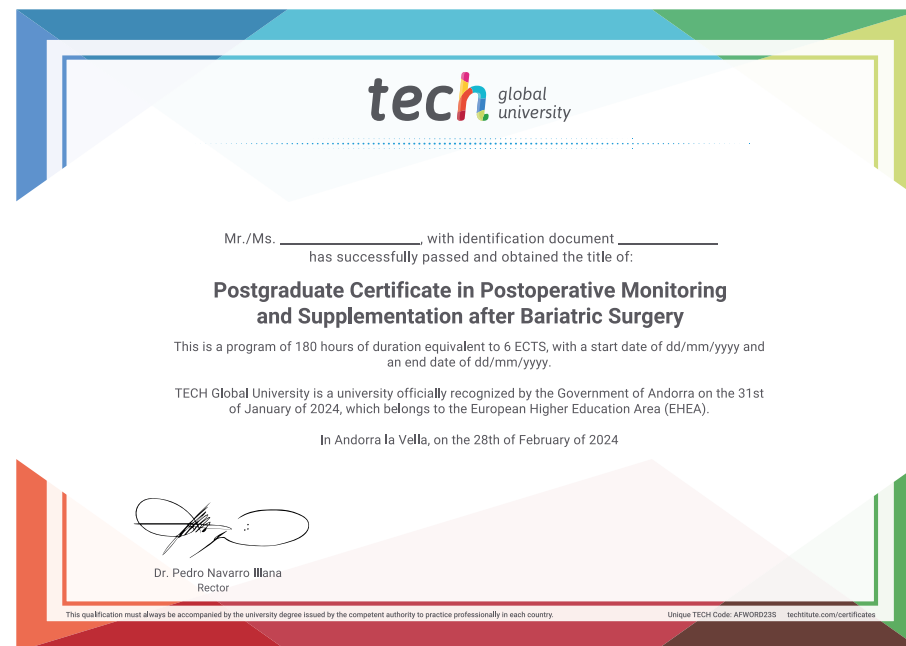 tech global university
Mr./Ms. ____________________, with identification document ______________
has successfully passed and obtained the title of:
Postgraduate Certificate in Postoperative Monitoring
and Supplementation after Bariatric Surgery
This is a program of 180 hours of duration equivalent to 6 ECTS, with a start date of dd/mm/yyyy and
an end date of dd/mm/yyyy.
TECH Global University is a university officially recognized by the Government of Andorra on the 31st
of January of 2024, which belongs to the European Higher Education Area (EHEA).
In Andorra la Vella, on the 28th of February of 2024
Dr. Pedro Navarro Illana
Rector
This qualification must always be accompanied by the university degree issued by the competent authority to practice professionally in each country.
Unique TECH Code: AFWORD23S techtitute.com/certificates